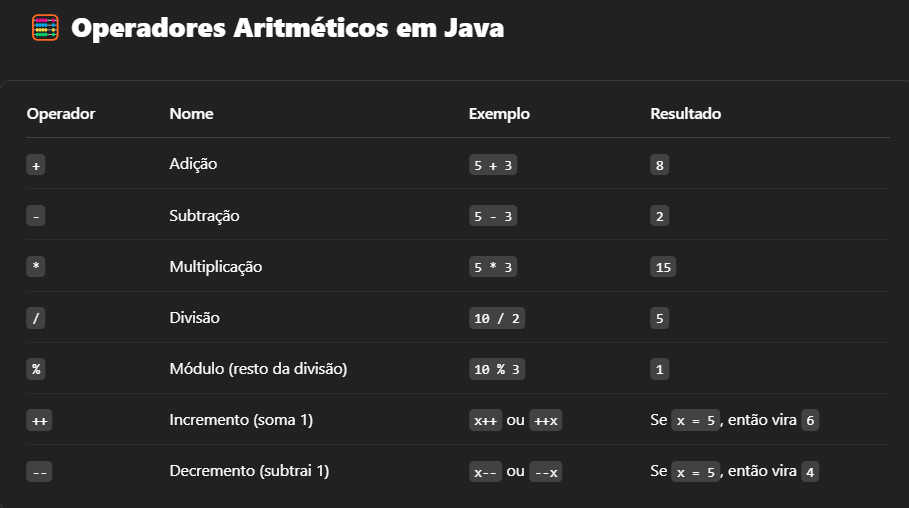 Operadores Aritméticos em Java
Operador Nome Exemplo Resultado
+ Adição 5 + 3 8
- Subtração 5 - 3 2
* Multiplicação 5 * 3 15
/ Divisão 10 / 2 5
% Módulo (resto da divisão) 10 % 3 1
++ Incremento (soma 1) x++ ou ++x Se x = 5, então vira 6
-- Decremento (subtrai 1) x-- ou --x Se x = 5, então vira 4